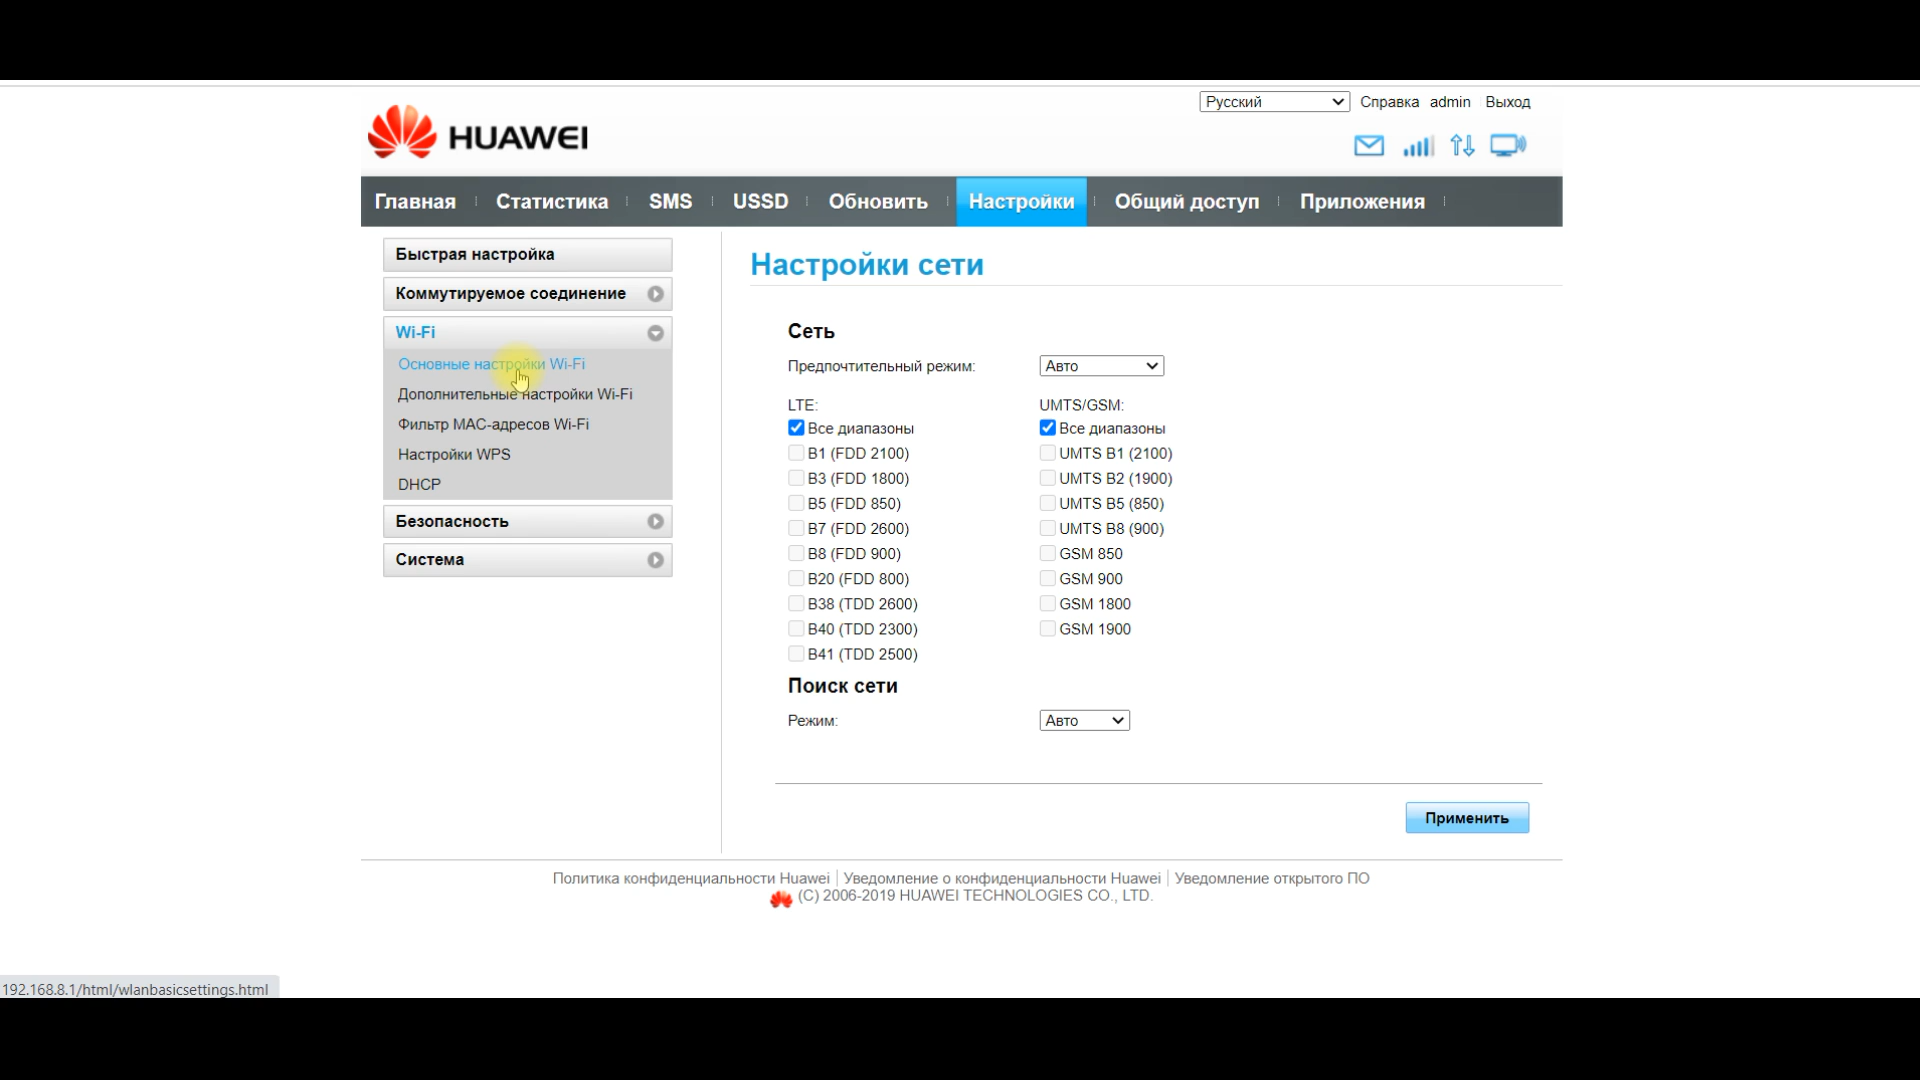 Русский Справка admin Выход
HUAWEI
Главная Статистика SMS USSD Обновить Настройки Общий доступ Приложения
Быстрая настройка
Коммутируемое соединение
Wi-Fi
Основные настройки Wi-Fi
Дополнительные настройки Wi-Fi
Фильтр MAC-адресов Wi-Fi
Настройки WPS
DHCP
Безопасность
Система
Настройки сети
Сеть
Предпочтительный режим: Авто
LTE: UMTS/GSM:
Все диапазоны Все диапазоны
B1 (FDD 2100) UMTS B1 (2100)
B3 (FDD 1800) UMTS B2 (1900)
B5 (FDD 850) UMTS B5 (850)
B7 (FDD 2600) UMTS B8 (900)
B8 (FDD 900) GSM 850
B20 (FDD 800) GSM 900
B38 (TDD 2600) GSM 1800
B40 (TDD 2300) GSM 1900
B41 (TDD 2500)
Поиск сети
Режим: Авто
Применить
Политика конфиденциальности Huawei Уведомление о конфиденциальности Huawei Уведомление открытого ПО
(C) 2006-2019 HUAWEI TECHNOLOGIES CO., LTD.
192.168.8.1/html/wlanbasicsettings.html